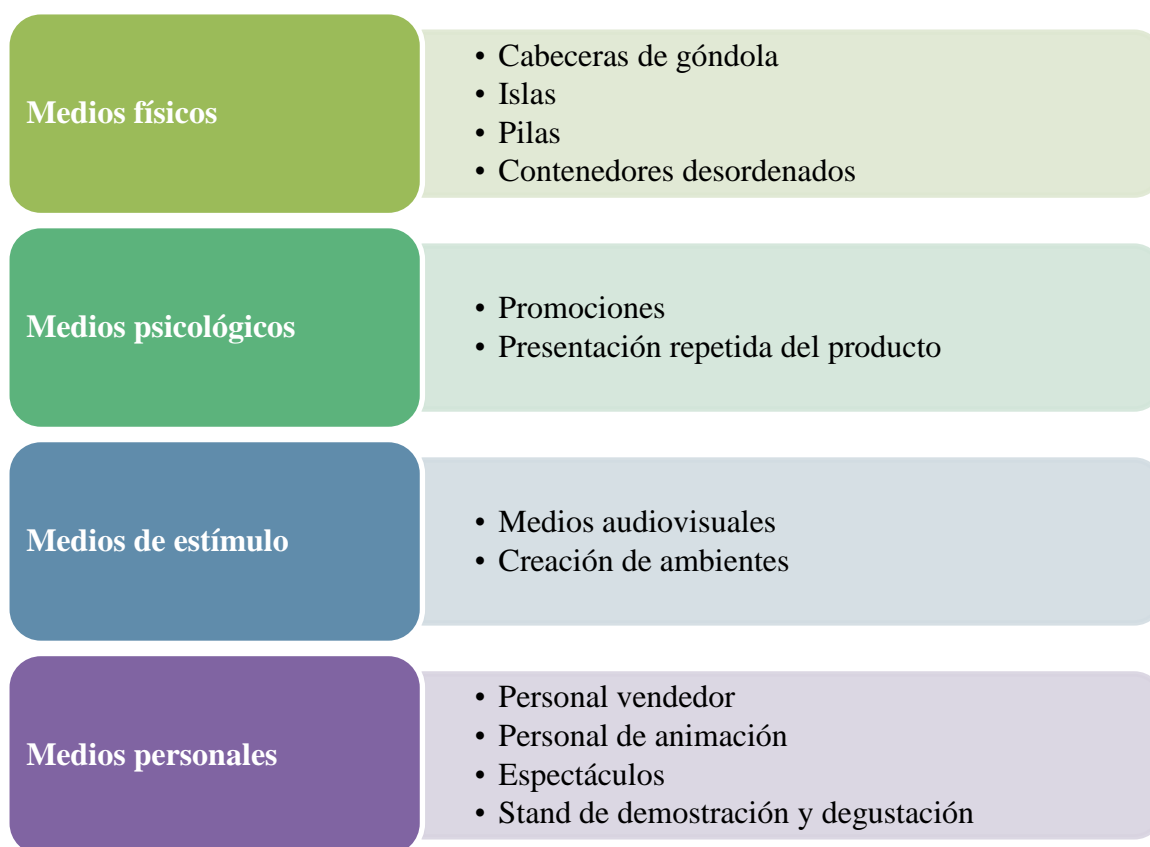 Medios físicos
• Cabeceras de góndola
• Islas
• Pilas
• Contenedores desordenados
Medios psicológicos
• Promociones
• Presentación repetida del producto
Medios de estímulo
• Medios audiovisuales
• Creación de ambientes
Medios personales
• Personal vendedor
• Personal de animación
• Espectáculos
• Stand de demostración y degustación